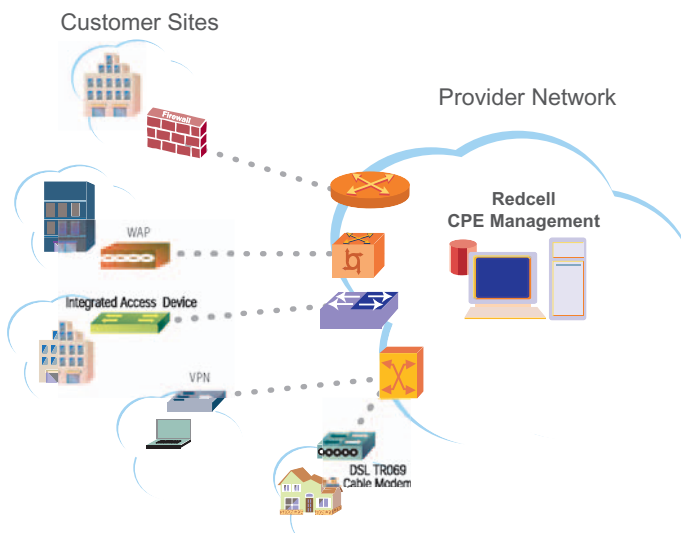 Customer Sites
Firewall
Provider Network
Redcell
CPE Management
WAP
Integrated Access Device
VPN
DSL TR069
Cable Modem